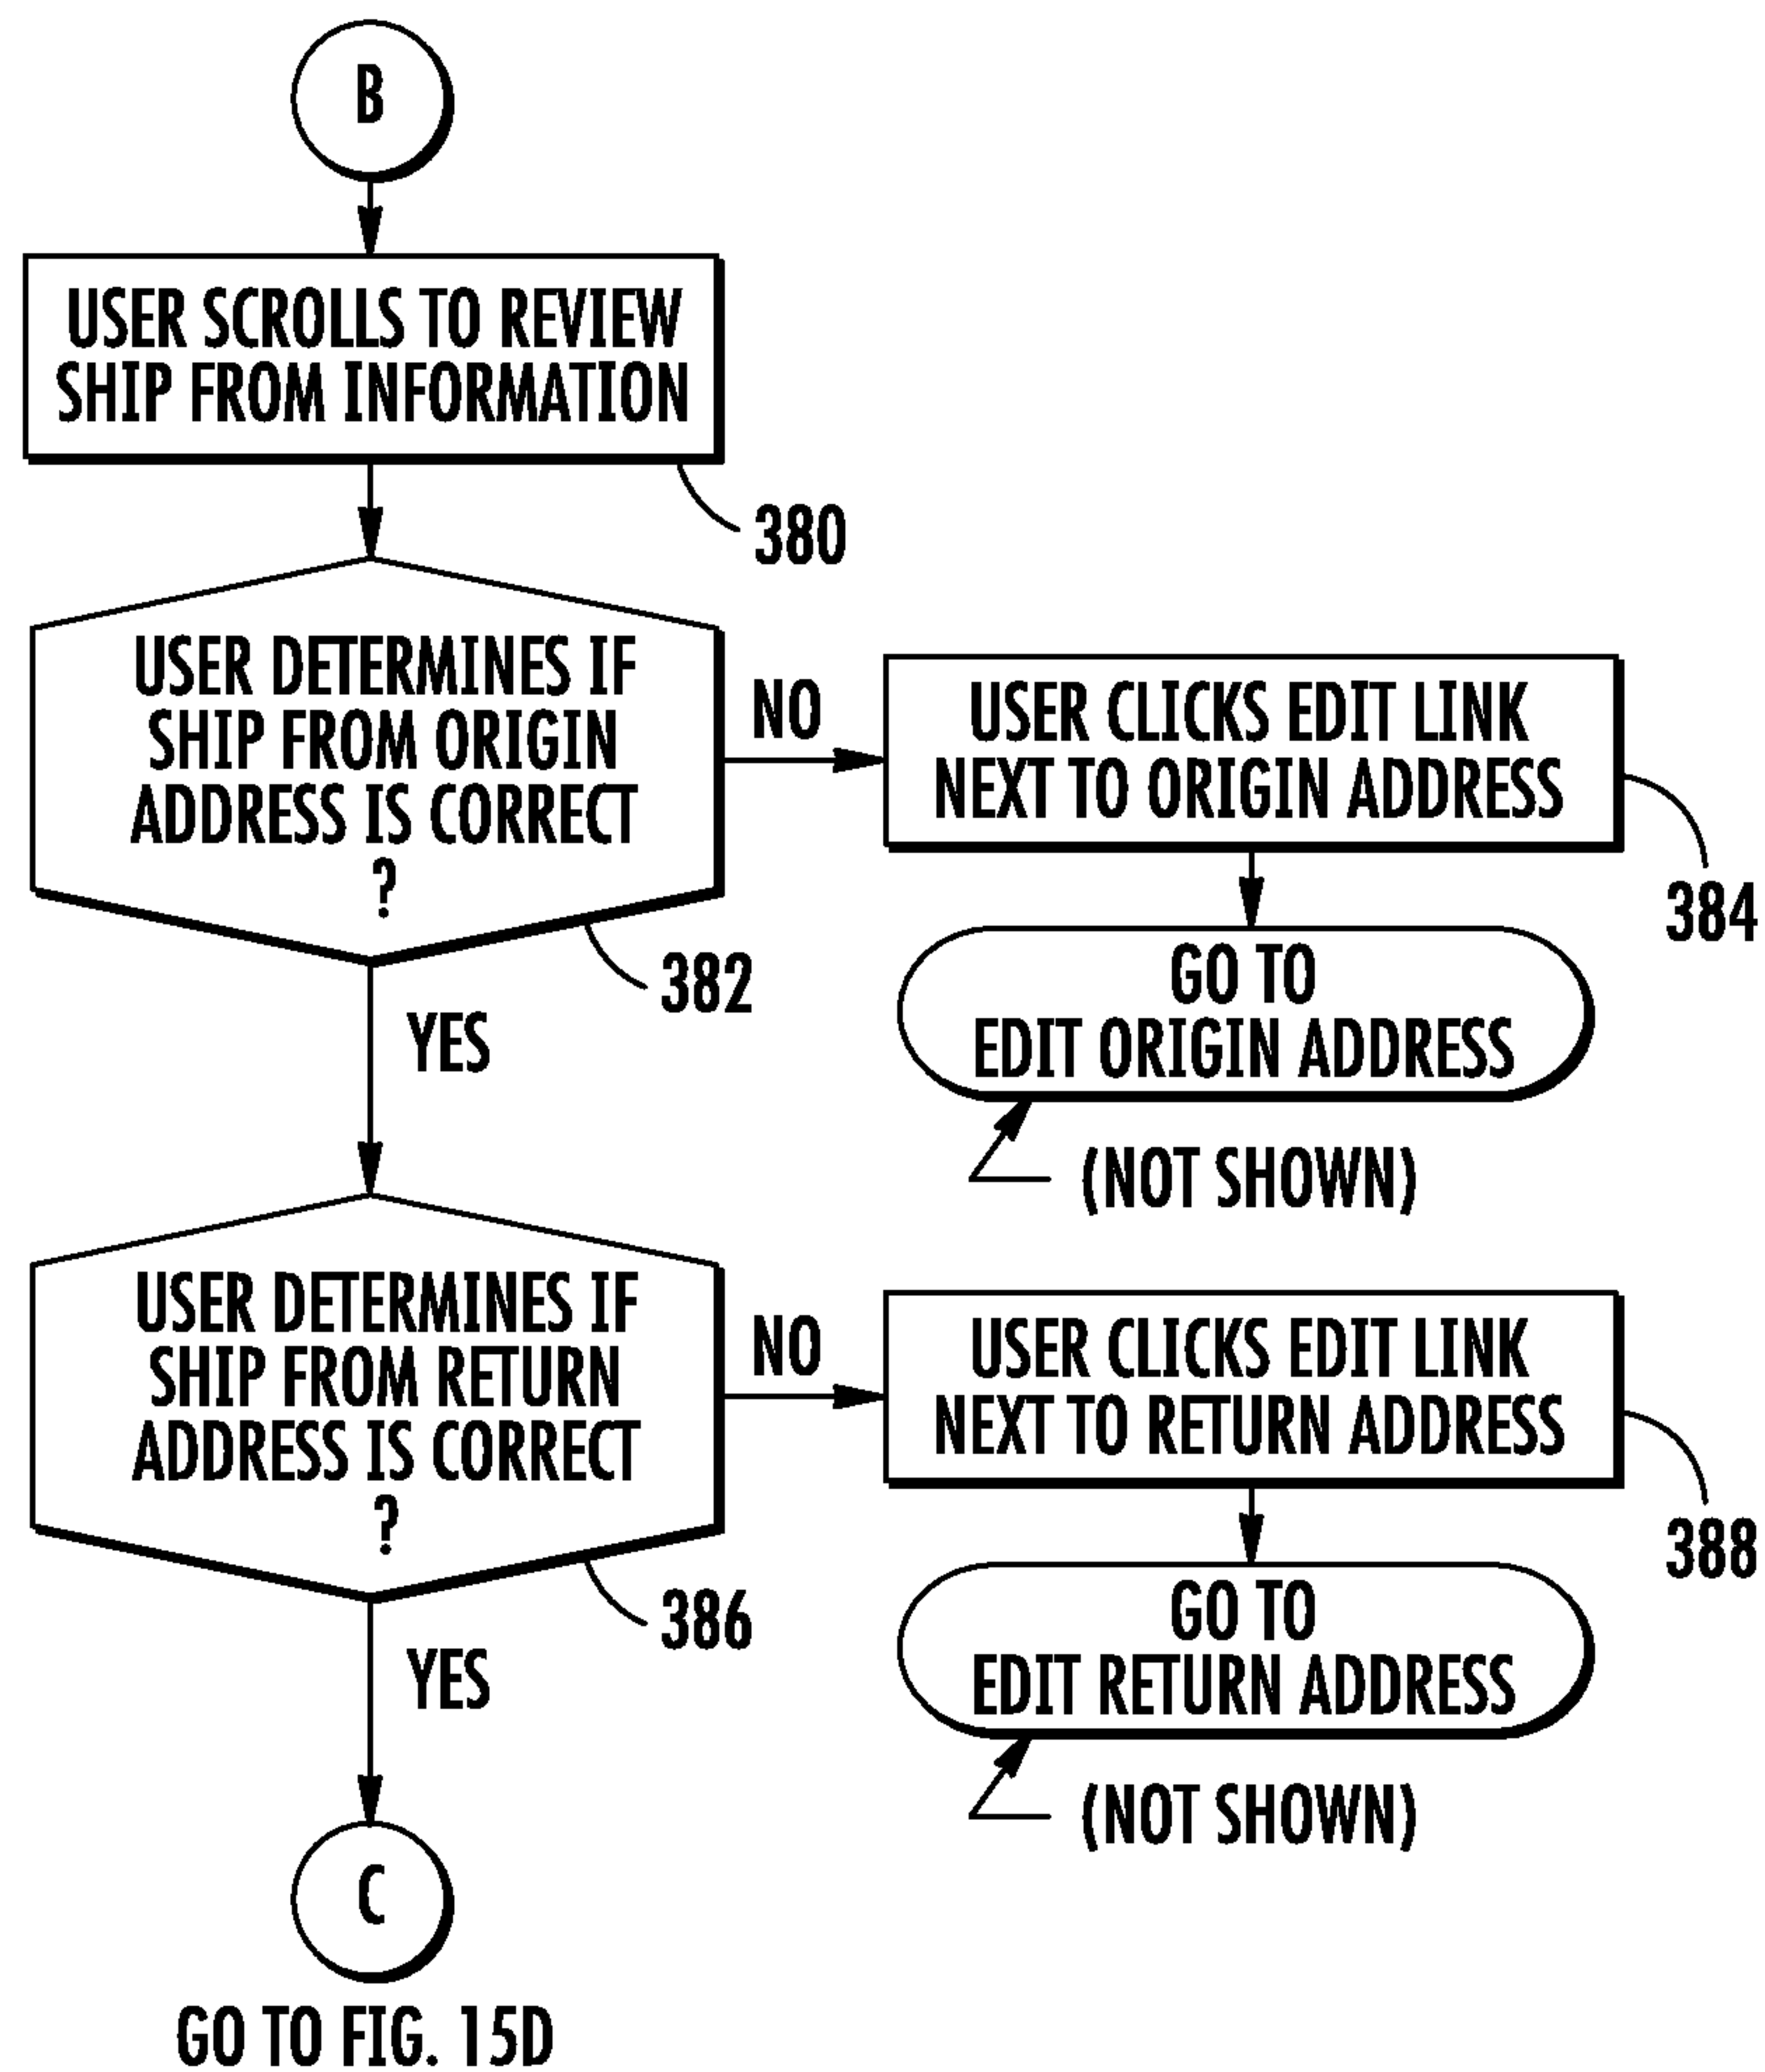 B
USER SCROLLS TO REVIEW
SHIP FROM INFORMATION
380
USER DETERMINES IF
SHIP FROM ORIGIN
ADDRESS IS CORRECT
?
382
NO
USER CLICKS EDIT LINK
NEXT TO ORIGIN ADDRESS
384
GO TO
EDIT ORIGIN ADDRESS
(NOT SHOWN)
YES
USER DETERMINES IF
SHIP FROM RETURN
ADDRESS IS CORRECT
?
386
NO
USER CLICKS EDIT LINK
NEXT TO RETURN ADDRESS
388
GO TO
EDIT RETURN ADDRESS
(NOT SHOWN)
YES
C
GO TO FIG. 15D